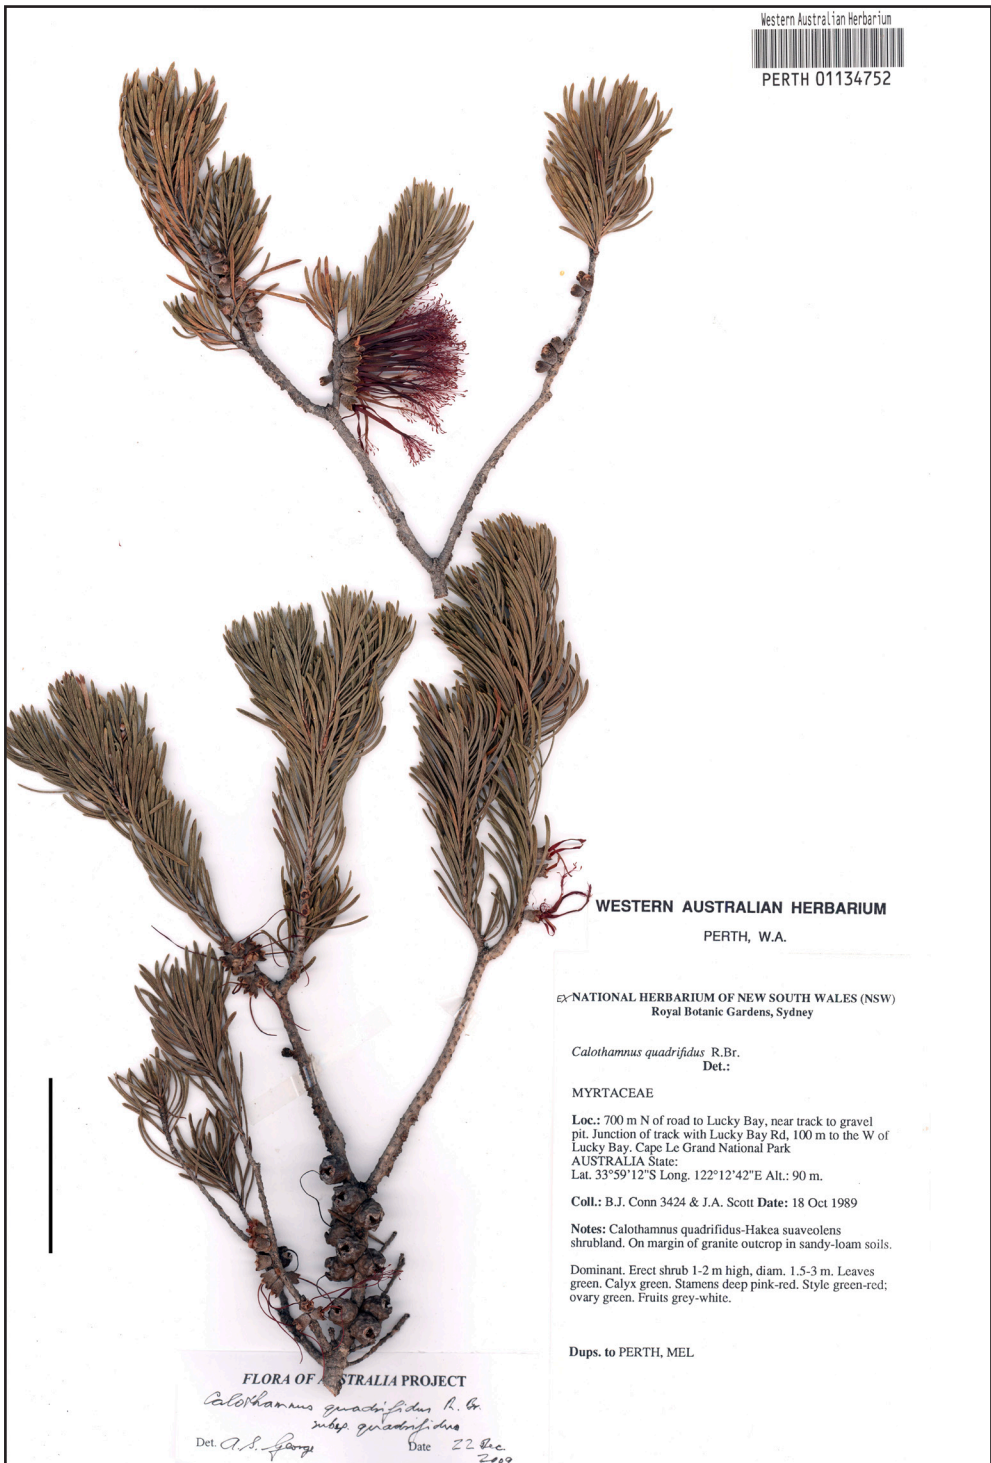 Western Australian Herbarium
PERTH 01134752
WESTERN AUSTRALIAN HERBARIUM
PERTH, W.A.
EX NATIONAL HERBARIUM OF NEW SOUTH WALES (NSW)
Royal Botanic Gardens, Sydney
Calothamnus quadrifidus R.Br.
Det.:
MYRTACEAE
Loc.: 700 m N of road to Lucky Bay, near track to gravel
pit. Junction of track with Lucky Bay Rd, 100 m to the W of
Lucky Bay. Cape Le Grand National Park
AUSTRALIA State:
Lat. 33°59'12"S Long. 122°12'42"E Alt.: 90 m.
Coll.: B.J. Conn 3424 & J.A. Scott Date: 18 Oct 1989
Notes: Calothamnus quadrifidus-Hakea suaveolens
shrubland. On margin of granite outcrop in sandy-loam soils.
Dominant. Erect shrub 1-2 m high, diam. 1.5-3 m. Leaves
green. Calyx green. Stamens deep pink-red. Style green-red;
ovary green. Fruits grey-white.
Dups. to PERTH, MEL
FLORA OF AUSTRALIA PROJECT
Calothamnus quadrifidus R. Br.
subsp. quadrifidus
Det. A.S. George Date 22 Dec
2009